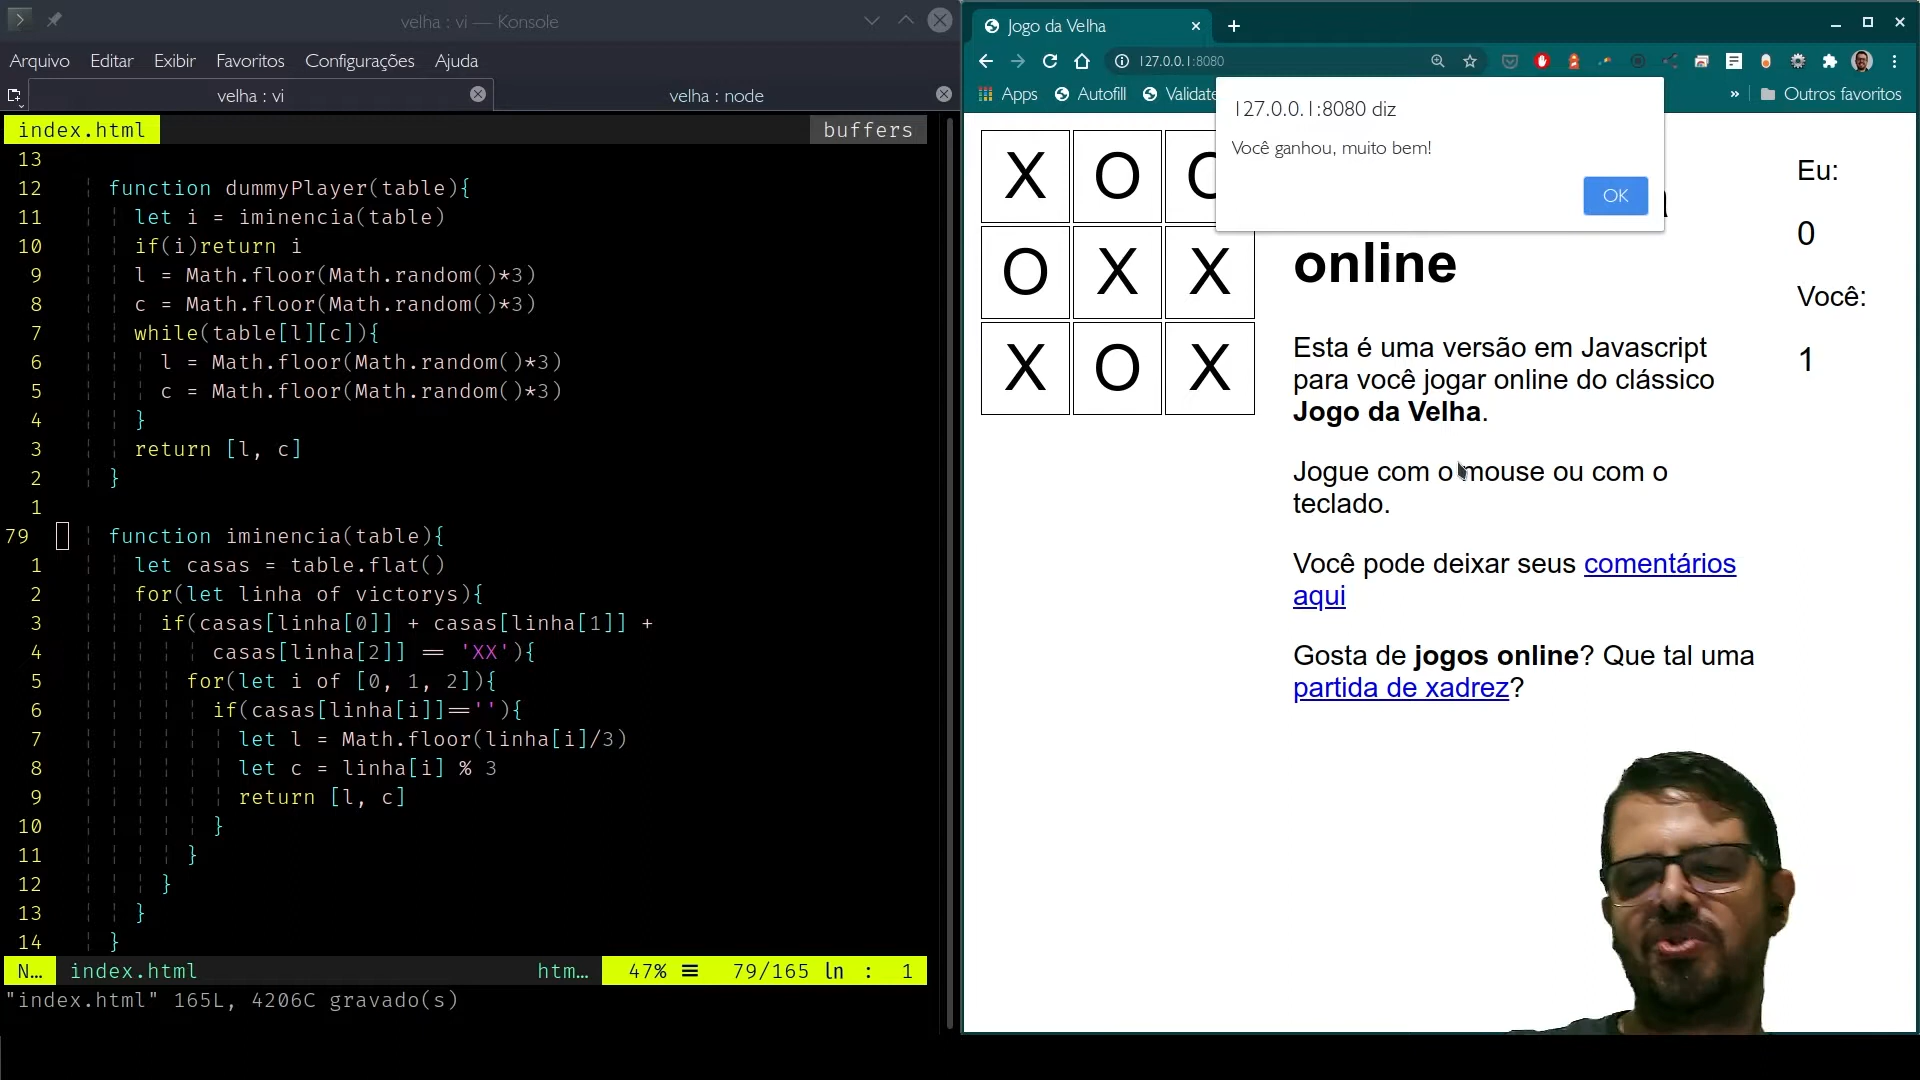 velha : vi — Konsole
Arquivo Editar Exibir Favoritos Configurações Ajuda
velha : vi
velha : node
index.html
buffers
13
12 function dummyPlayer(table){
11 let i = iminencia(table)
10 if(i)return i
9 l = Math.floor(Math.random()*3)
8 c = Math.floor(Math.random()*3)
7 while(table[l][c]){
6 l = Math.floor(Math.random()*3)
5 c = Math.floor(Math.random()*3)
4 }
3 return [l, c]
2 }
1
79 function iminencia(table){
1 let casas = table.flat()
2 for(let linha of victorys){
3 if(casas[linha[0]] + casas[linha[1]] +
4 casas[linha[2]] == 'XX'){
5 for(let i of [0, 1, 2]){
6 if(casas[linha[i]]==''){
7 let l = Math.floor(linha[i]/3)
8 let c = linha[i] % 3
9 return [l, c]
10 }
11 }
12 }
13 }
14 }
N… index.html htm… 47% ≡ 79/165 ln : 1
"index.html" 165L, 4206C gravado(s)
Jogo da Velha
127.0.0.1:8080
Apps Autofill Validate » Outros favoritos
127.0.0.1:8080 diz
Você ganhou, muito bem!
OK
X O O
O X X
X O X
online
Esta é uma versão em Javascript
para você jogar online do clássico
Jogo da Velha.
Jogue com o mouse ou com o
teclado.
Você pode deixar seus comentários
aqui
Gosta de jogos online? Que tal uma
partida de xadrez?
Eu:
0
Você:
1